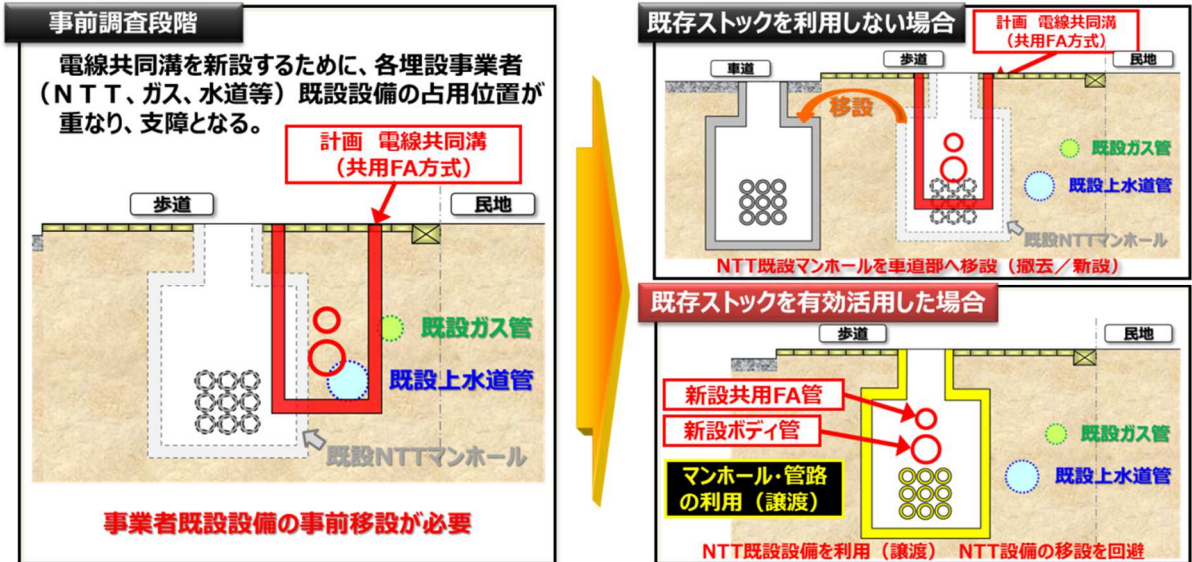 事前調査段階
電線共同溝を新設するために、各埋設事業者
（ＮＴＴ、ガス、水道等）既設設備の占用位置が
重なり、支障となる。
計画 電線共同溝
（共用FA方式）
歩道
民地
既設ガス管
既設上水道管
既設NTTマンホール
事業者既設設備の事前移設が必要
既存ストックを利用しない場合
計画 電線共同溝
（共用FA方式）
車道
歩道
民地
移設
既設ガス管
既設上水道管
既設NTTマンホール
NTT既設マンホールを車道部へ移設（撤去／新設）
既存ストックを有効活用した場合
歩道
民地
新設共用FA管
新設ボディ管
既設ガス管
マンホール・管路
の利用（譲渡）
既設上水道管
NTT既設設備を利用（譲渡） NTT設備の移設を回避